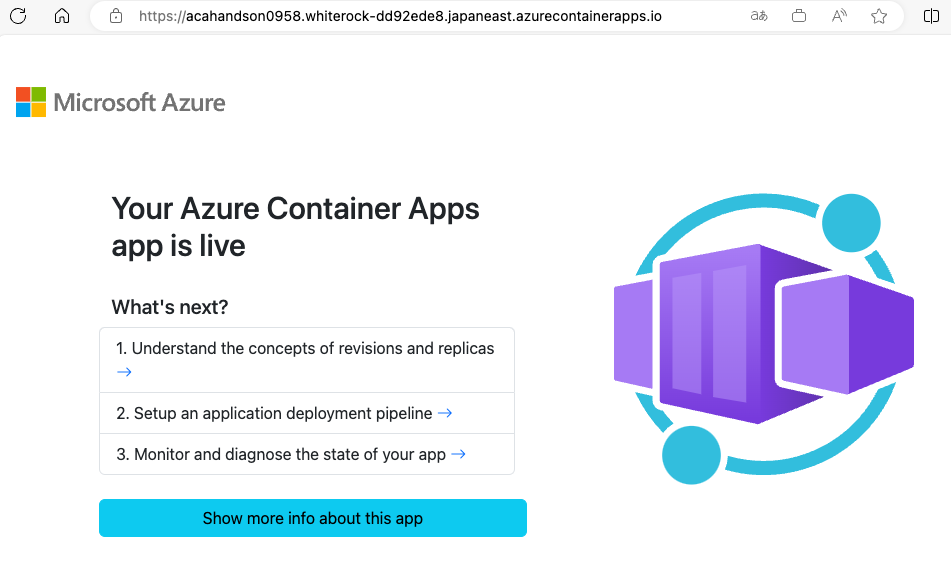 https://acahandson0958.whiterock-dd92ede8.japaneast.azurecontainerapps.io
aあ
A
Microsoft Azure
Your Azure Container Apps
app is live
What's next?
1. Understand the concepts of revisions and replicas
→
2. Setup an application deployment pipeline →
3. Monitor and diagnose the state of your app →
Show more info about this app